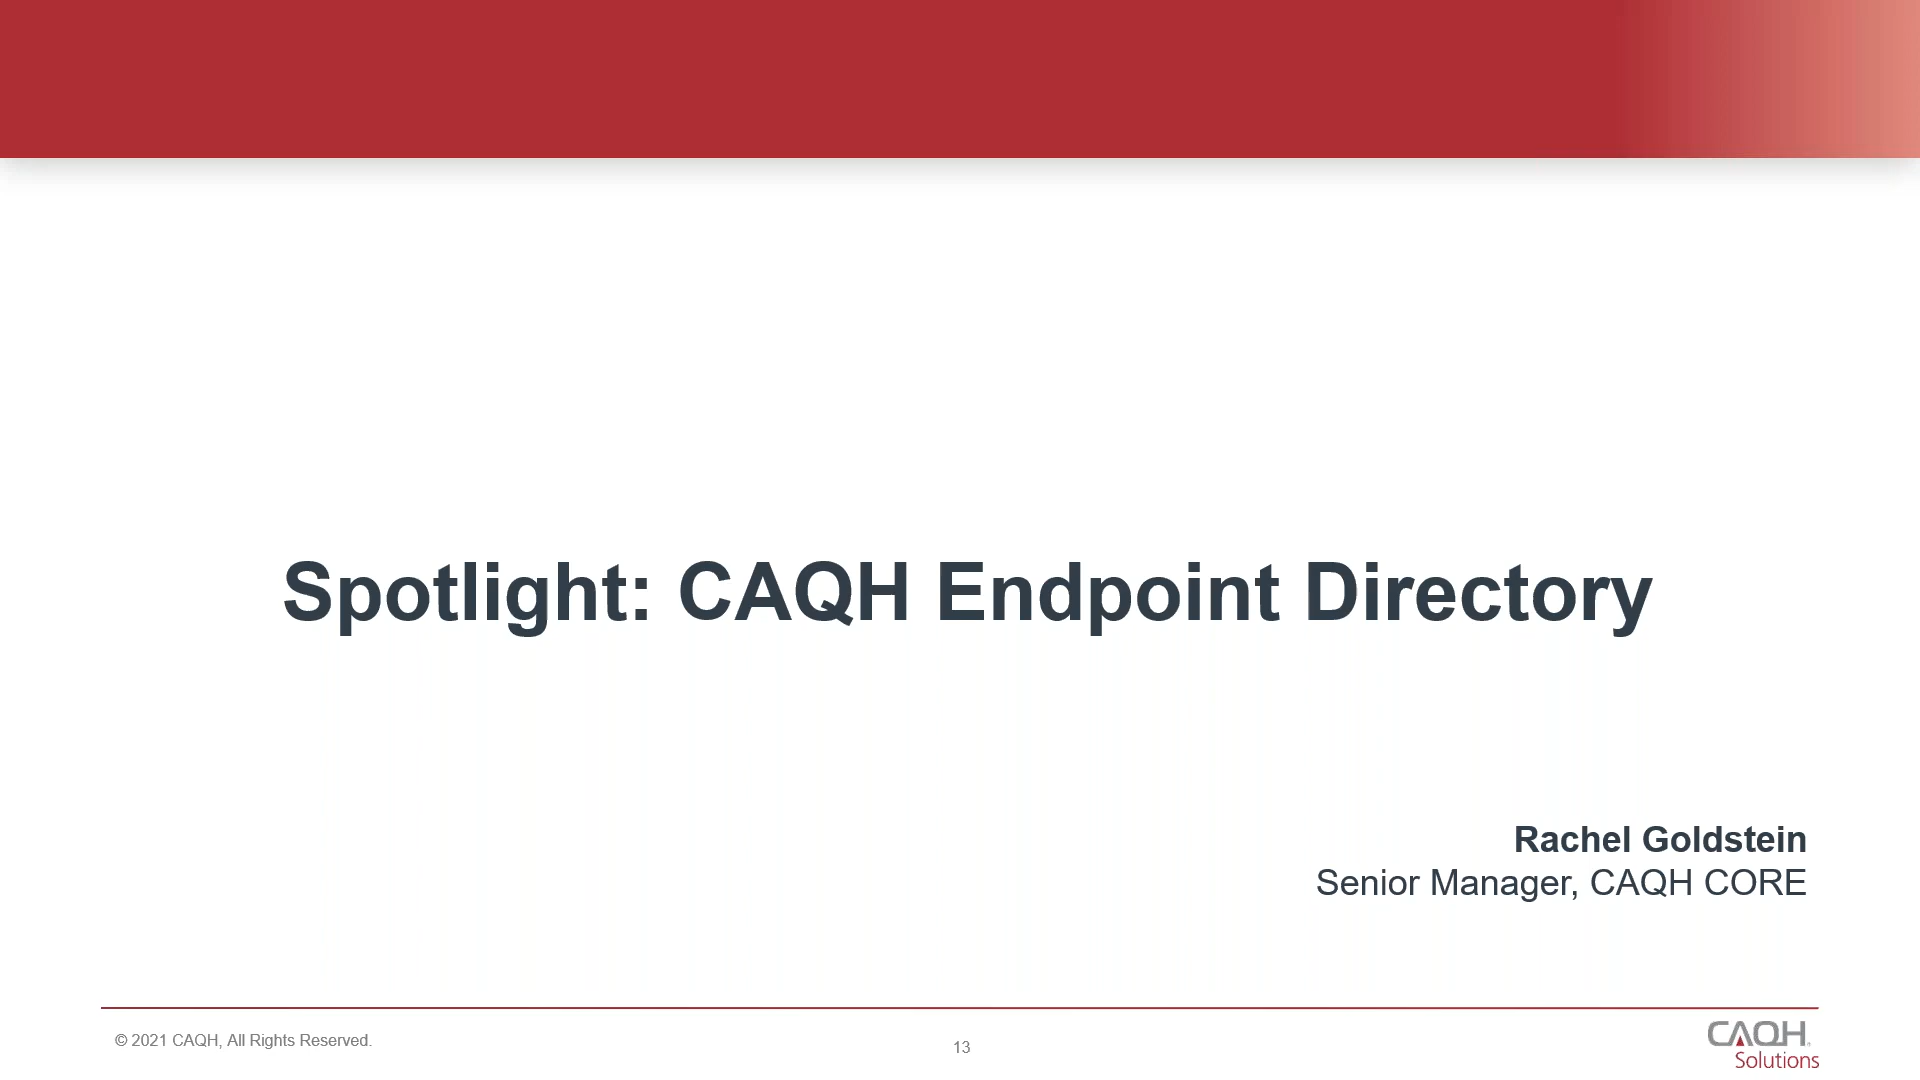 Spotlight: CAQH Endpoint Directory
Rachel Goldstein
Senior Manager, CAQH CORE
© 2021 CAQH, All Rights Reserved.
13
CAQH®
Solutions